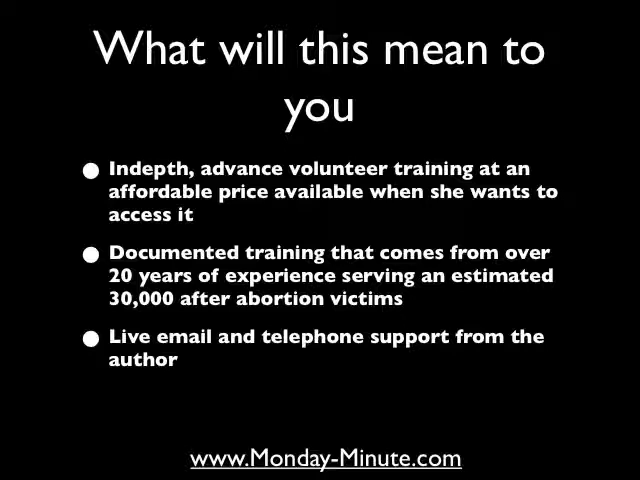 What will this mean to
you
Indepth, advance volunteer training at an
affordable price available when she wants to
access it
Documented training that comes from over
20 years of experience serving an estimated
30,000 after abortion victims
Live email and telephone support from the
author
www.Monday-Minute.com